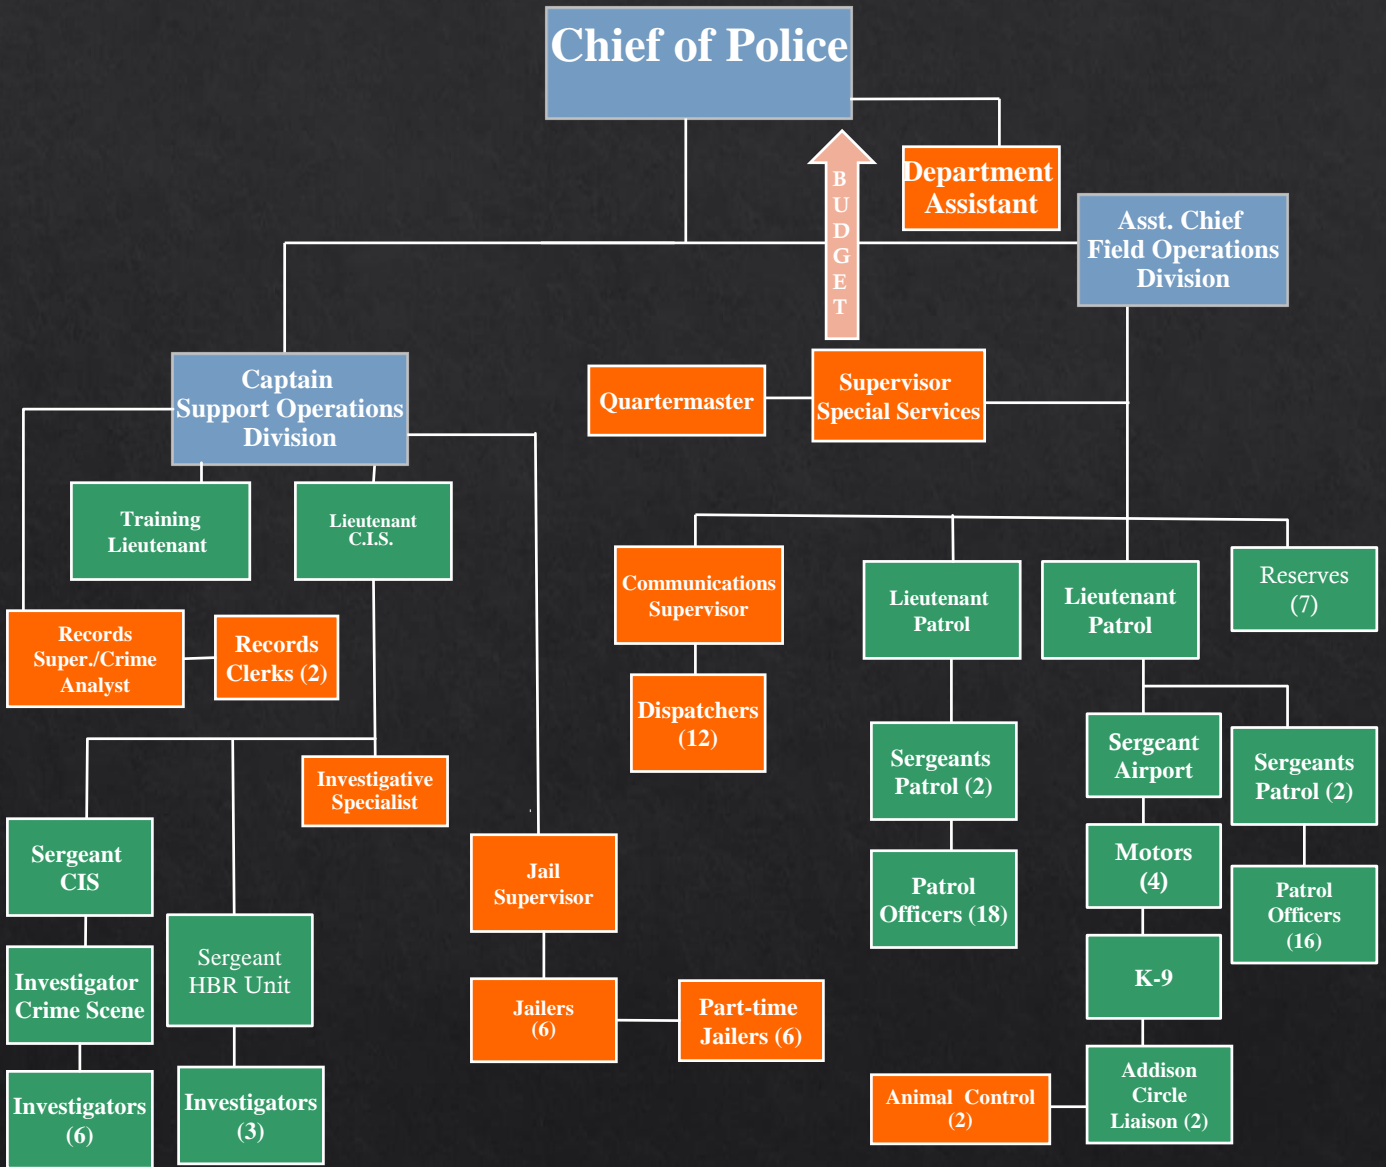 Chief of Police
B
U
D
G
E
T
Department
Assistant
Asst. Chief
Field Operations
Division
Captain
Support Operations
Division
Quartermaster
Supervisor
Special Services
Training
Lieutenant
Lieutenant
C.I.S.
Communications
Supervisor
Lieutenant
Patrol
Lieutenant
Patrol
Reserves
(7)
Records
Super./Crime
Analyst
Records
Clerks (2)
Dispatchers
(12)
Sergeants
Patrol (2)
Sergeant
Airport
Sergeants
Patrol (2)
Investigative
Specialist
Sergeant
CIS
Jail
Supervisor
Patrol
Officers (18)
Motors
(4)
Patrol
Officers
(16)
Investigator
Crime Scene
Sergeant
HBR Unit
K-9
Jailers
(6)
Part-time
Jailers (6)
Investigators
(6)
Investigators
(3)
Animal Control
(2)
Addison
Circle
Liaison (2)